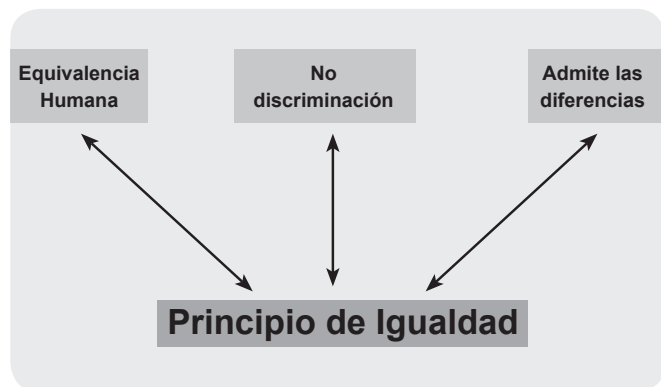 Equivalencia
Humana
No
discriminación
Admite las
diferencias
Principio de Igualdad